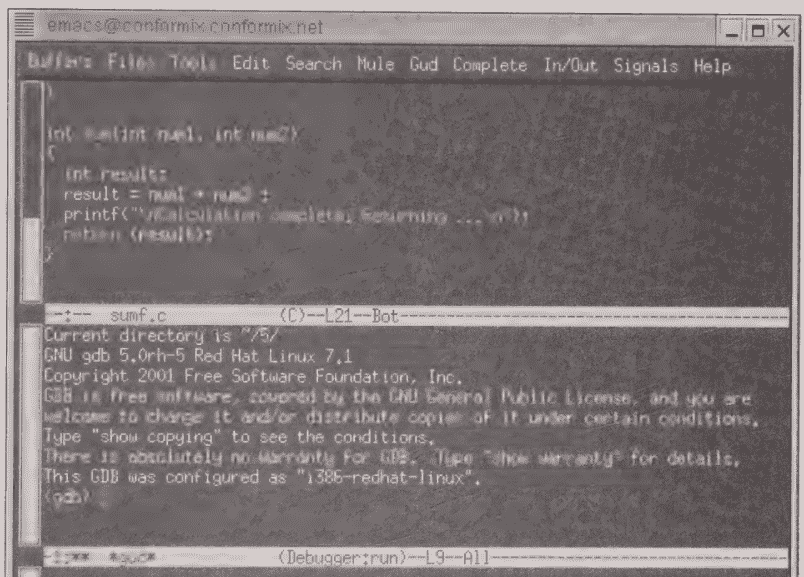 emacs@conformix.conformix.net
Buffers Files Tools Edit Search Mule Gud Complete In/Out Signals Help
}
int sum(int num1, int num2)
{
int result;
result = num1 + num2 ;
printf("\nCalculation complete. Returning ...\n");
return (result);
}
--:-- sumf.c (C)--L21--Bot
Current directory is ~/5/
GNU gdb 5.0rh-5 Red Hat Linux 7.1
Copyright 2001 Free Software Foundation, Inc.
GDB is free software, covered by the GNU General Public License, and you are
welcome to change it and/or distribute copies of it under certain conditions.
Type "show copying" to see the conditions.
There is absolutely no warranty for GDB. Type "show warranty" for details.
This GDB was configured as "i386-redhat-linux".
(gdb)
(Debugger:run)--L9--All